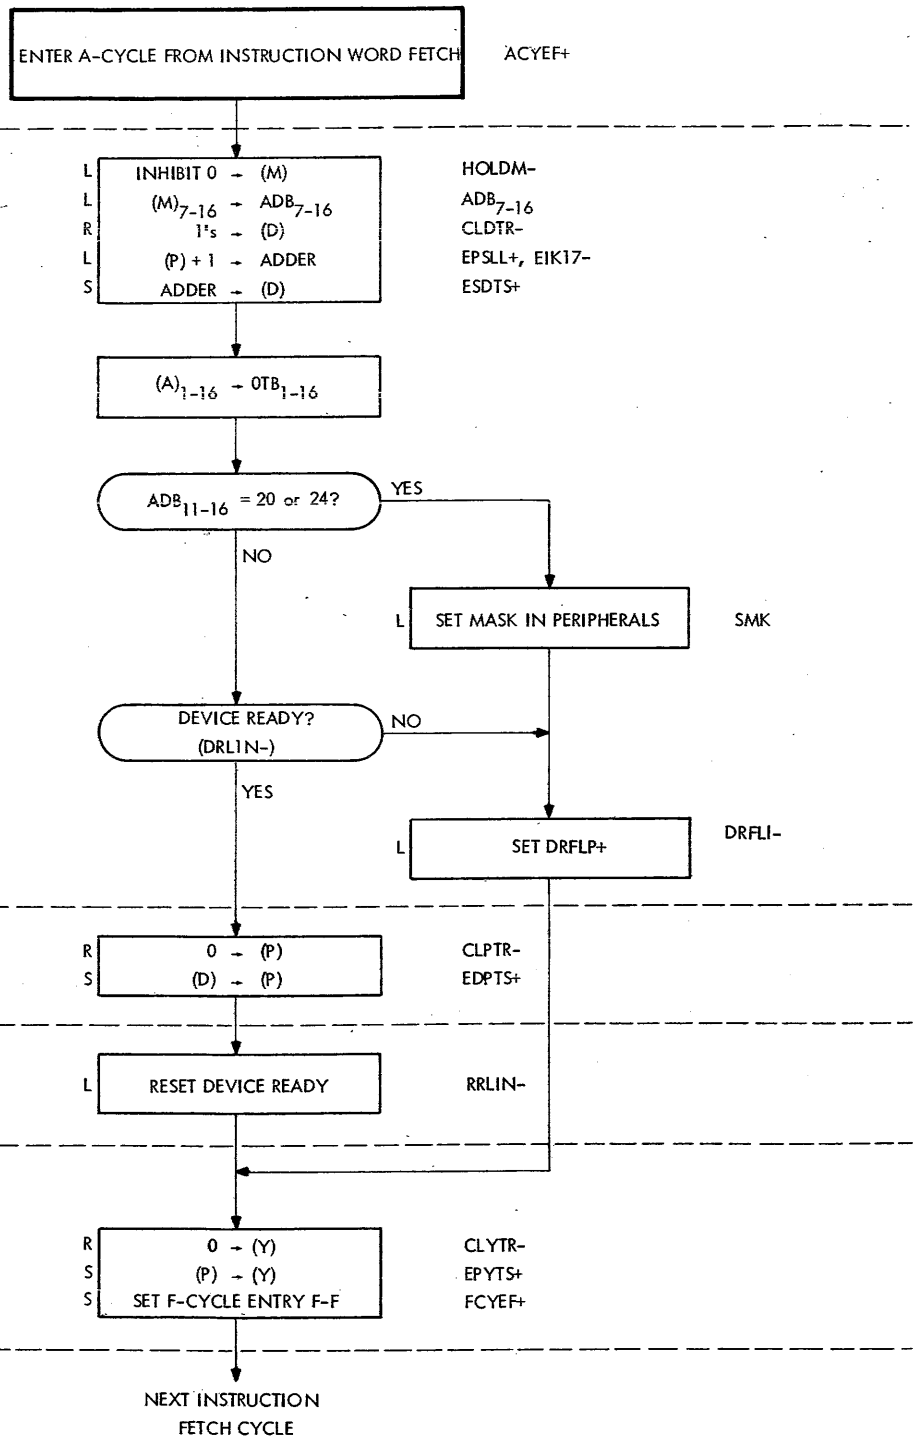 ENTER A-CYCLE FROM INSTRUCTION WORD FETCH ACYEF+
L INHIBIT 0 → (M) HOLDM-
L (M)7-16 → ADB7-16 ADB7-16
R 1's → (D) CLDTR-
L (P) + 1 → ADDER EPSLL+, EIK17-
S ADDER → (D) ESDTS+
(A)1-16 → OTB1-16
ADB11-16 = 20 or 24? YES
NO
L SET MASK IN PERIPHERALS SMK
DEVICE READY? NO
(DRLIN-)
YES
L SET DRFLP+ DRFLI-
R 0 → (P) CLPTR-
S (D) → (P) EDPTS+
L RESET DEVICE READY RRLIN-
R 0 → (Y) CLYTR-
S (P) → (Y) EPYTS+
S SET F-CYCLE ENTRY F-F FCYEF+
NEXT INSTRUCTION
FETCH CYCLE